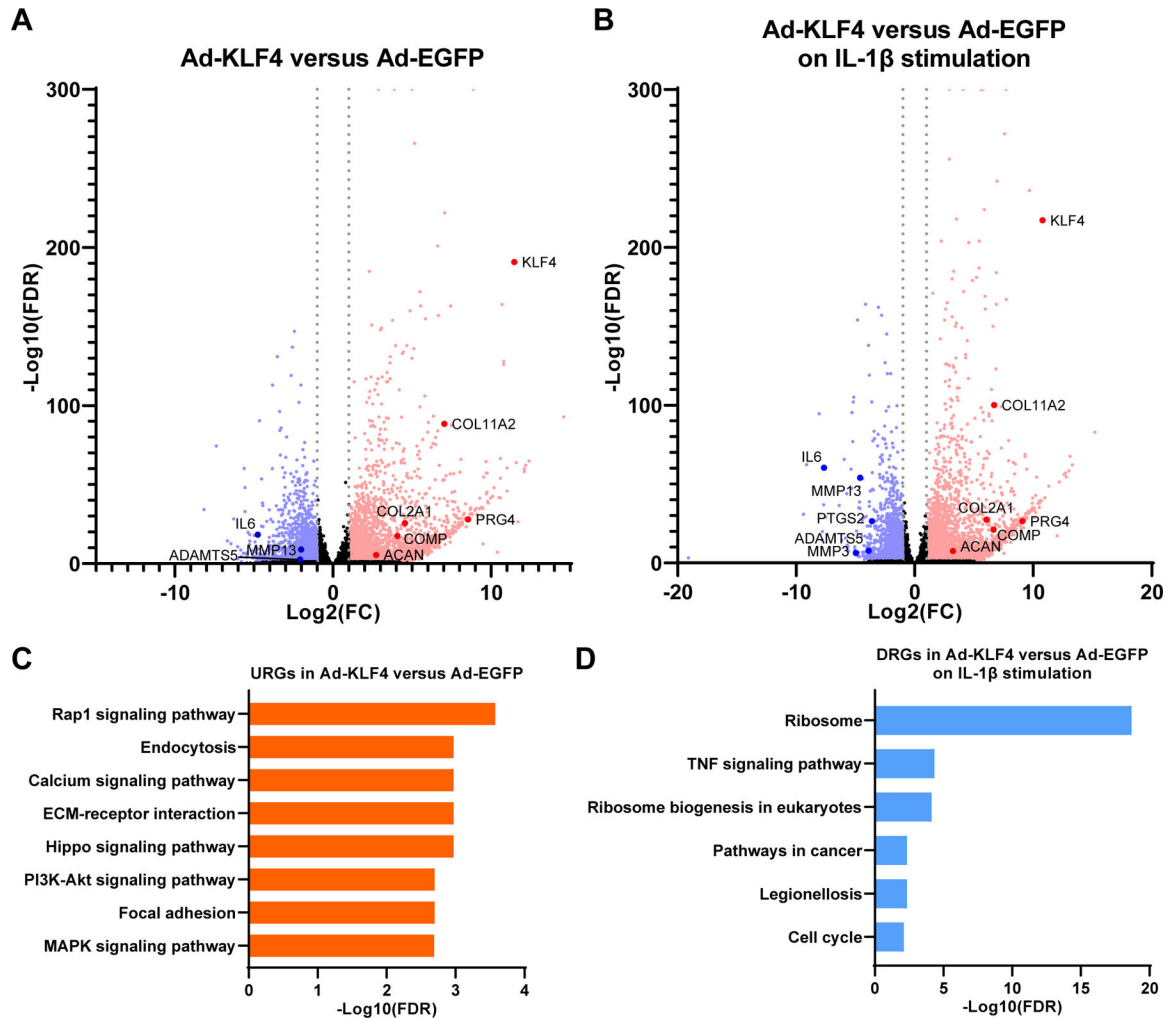 A
Ad-KLF4 versus Ad-EGFP
300
200
100
0
-Log10(FDR)
KLF4
COL11A2
COL2A1
PRG4
COMP
ACAN
IL6
MMP13
ADAMTS5
-10
0
10
Log2(FC)
B
Ad-KLF4 versus Ad-EGFP
on IL-1β stimulation
300
200
100
0
-Log10(FDR)
KLF4
COL11A2
IL6
MMP13
PTGS2
ADAMTS5
MMP3
COL2A1
PRG4
COMP
ACAN
-20
-10
0
10
20
Log2(FC)
C
URGs in Ad-KLF4 versus Ad-EGFP
Rap1 signaling pathway
Endocytosis
Calcium signaling pathway
ECM-receptor interaction
Hippo signaling pathway
PI3K-Akt signaling pathway
Focal adhesion
MAPK signaling pathway
0
1
2
3
4
-Log10(FDR)
D
DRGs in Ad-KLF4 versus Ad-EGFP
on IL-1β stimulation
Ribosome
TNF signaling pathway
Ribosome biogenesis in eukaryotes
Pathways in cancer
Legionellosis
Cell cycle
0
5
10
15
20
-Log10(FDR)